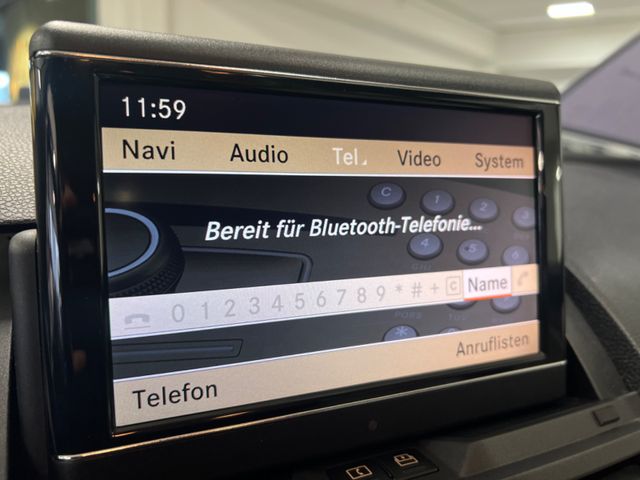 11:59
Navi Audio Tel Video System
Bereit für Bluetooth-Telefonie...
0 1 2 3 4 5 6 7 8 9 * # + C Name
Anruflisten
Telefon